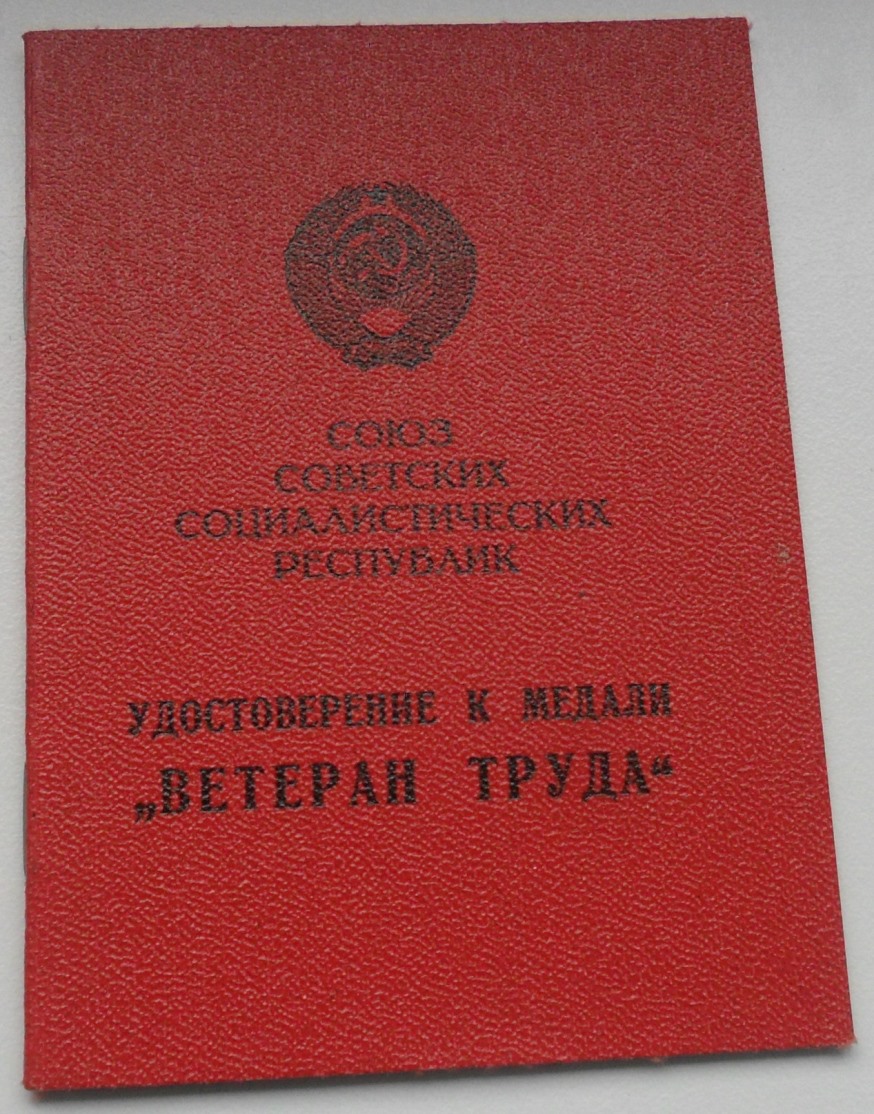 СОЮЗ
СОВЕТСКИХ
СОЦИАЛИСТИЧЕСКИХ
РЕСПУБЛИК
УДОСТОВЕРЕНИЕ К МЕДАЛИ
„ВЕТЕРАН ТРУДА“